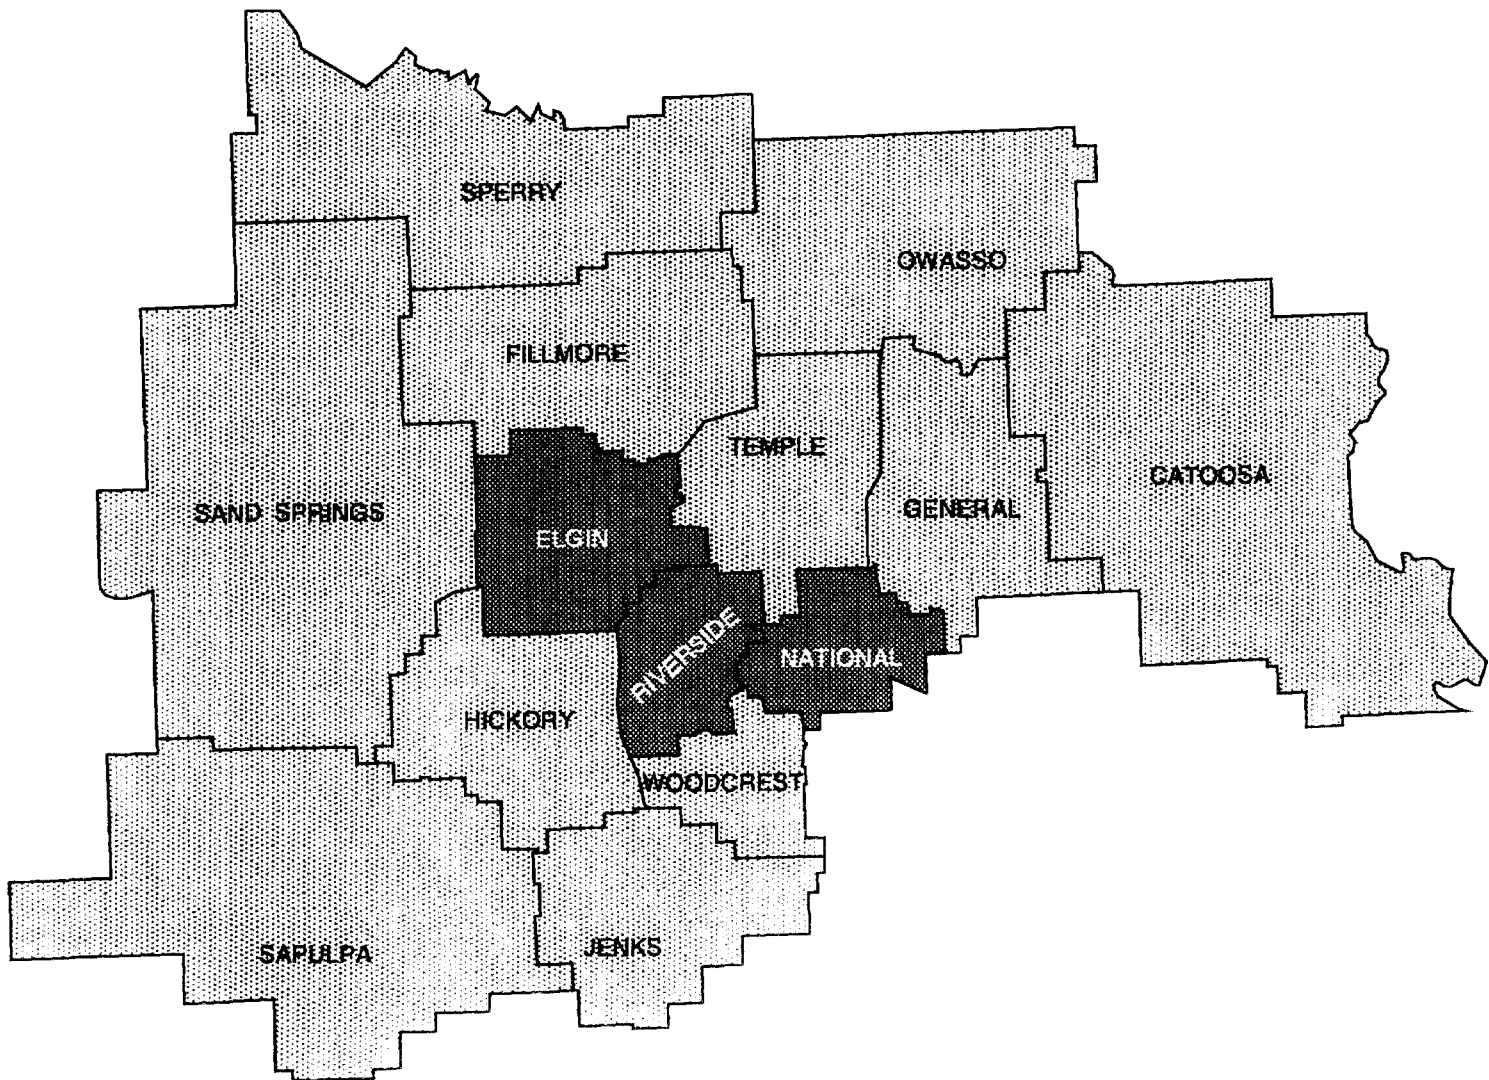 SPERRY
OWASSO
FILLMORE
TEMPLE
CATOOSA
SAND SPRINGS
GENERAL
ELGIN
RIVERSIDE
NATIONAL
HICKORY
WOODCREST
SAPULPA
JENKS